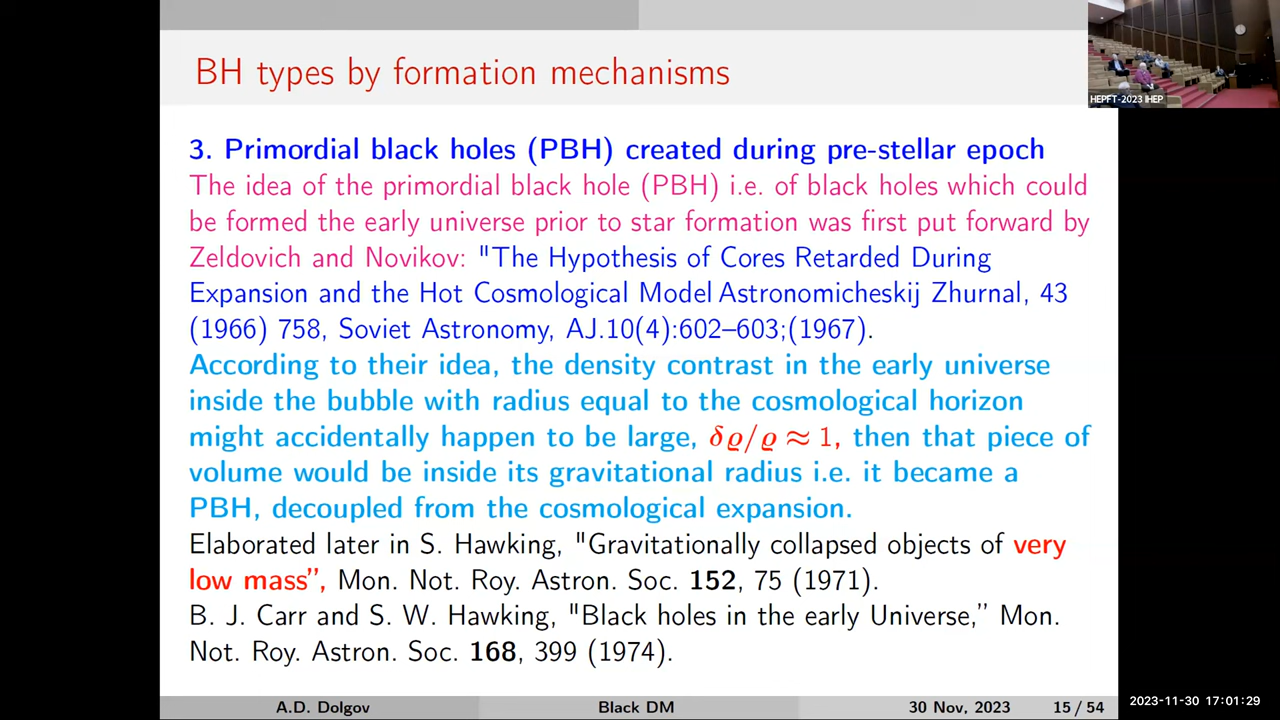 HEPFT-2023 IHEP
BH types by formation mechanisms
3. Primordial black holes (PBH) created during pre-stellar epoch
The idea of the primordial black hole (PBH) i.e. of black holes which could
be formed the early universe prior to star formation was first put forward by
Zeldovich and Novikov: "The Hypothesis of Cores Retarded During
Expansion and the Hot Cosmological Model Astronomicheskij Zhurnal, 43
(1966) 758, Soviet Astronomy, AJ.10(4):602–603;(1967).
According to their idea, the density contrast in the early universe
inside the bubble with radius equal to the cosmological horizon
might accidentally happen to be large, δϱ/ϱ ≈ 1, then that piece of
volume would be inside its gravitational radius i.e. it became a
PBH, decoupled from the cosmological expansion.
Elaborated later in S. Hawking, "Gravitationally collapsed objects of very
low mass”, Mon. Not. Roy. Astron. Soc. 152, 75 (1971).
B. J. Carr and S. W. Hawking, "Black holes in the early Universe,” Mon.
Not. Roy. Astron. Soc. 168, 399 (1974).
A.D. Dolgov Black DM 30 Nov, 2023 15 / 54
2023-11-30 17:01:29